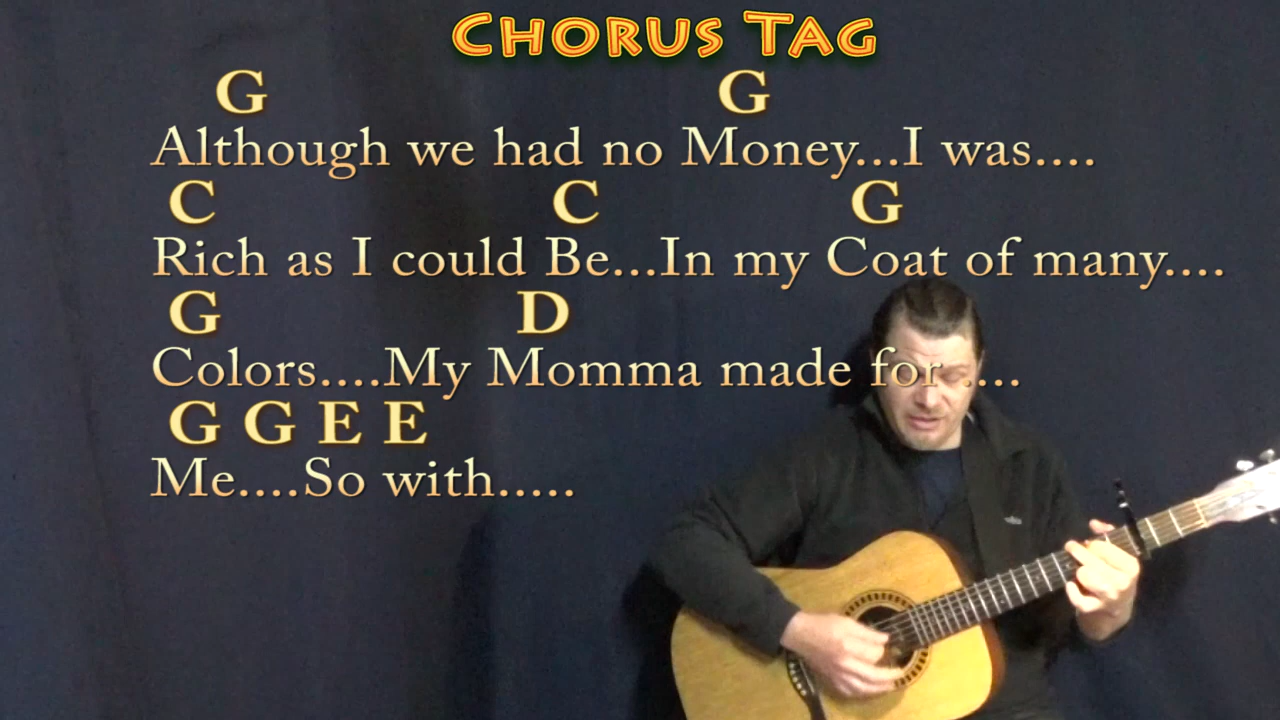 CHORUS TAG
G G
Although we had no Money...I was....
C C G
Rich as I could Be...In my Coat of many....
G D
Colors....My Momma made for ....
G G E E
Me....So with.....